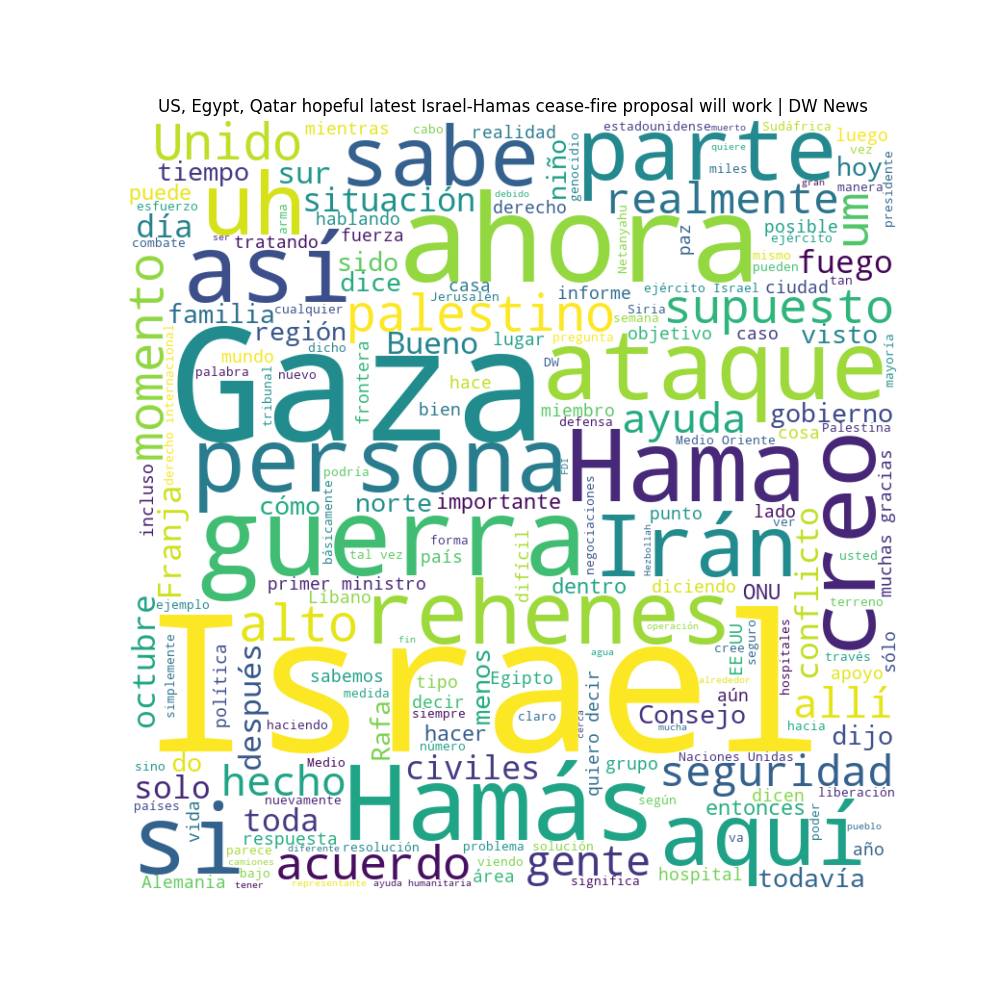 US, Egypt, Qatar hopeful latest Israel-Hamas cease-fire proposal will work | DW News
Unido
mientras
cabo
realidad
estadounidense
muerto
Sudáfrica
luego
tiempo
sur
sabe
niño
genocidio
parte
quiere
miles
hoy
vez
puede
esfuerzo
uh
situación
debido
derecho
realmente
gran
manera
presidente
día
combate
arma
hablando
ahora
Netanyahu
paz
um
posible
ejército
ser
tratando
fuerza
así
sido
dice
casa
Jerusalén
informe
ejército Israel
ciudad
mismo
pueden
tan
fuego
momento
familia
cualquier
palestino
Siria
semana
supuesto
región
Bueno
lugar
pregunta
objetivo
caso
visto
mayoría
derecho internacional
mundo
dicho
frontera
DW
ataque
palabra
tribunal
nuevo
Gaza
hace
bien
miembro
defensa
ayuda
gobierno
cosa
Palestina
Medio Oriente
persona
FDI
Hama
creo
incluso
Franja
podría
básicamente
cómo
norte
importante
negociaciones
punto
lado
ver
muchas gracias
guerra
tal vez
forma
país
difícil
Hezbollah
Irán
conflicto
usted
primer ministro
dentro
diciendo
ONU
octubre
ejemplo
Líbano
rehenes
operación
terreno
alto
fin
EE UU
cree
seguro
hospitales
sólo
simplemente
política
después
Israel
agua
través
sabemos
medida
tipo
decir
menos
Egipto
alrededor
aún
apoyo
allí
haciendo
Rafah
siempre
claro
cerca
quiero decir
Consejo
mucha
hacia
hacer
número
dijo
sino
do
Medio
civiles
grupo
Naciones Unidas
seguridad
solo
hecho
dicen
liberación
países
vida
nuevamente
Hamás
según
entonces
poder
si
toda
respuesta
aquí
va
pueblo
año
parece
diferente
resolución
problema
solución
camiones
bajo
acuerdo
viendo
gente
hospital
todavía
Alemania
tener
representante
ayuda humanitaria
área
significa